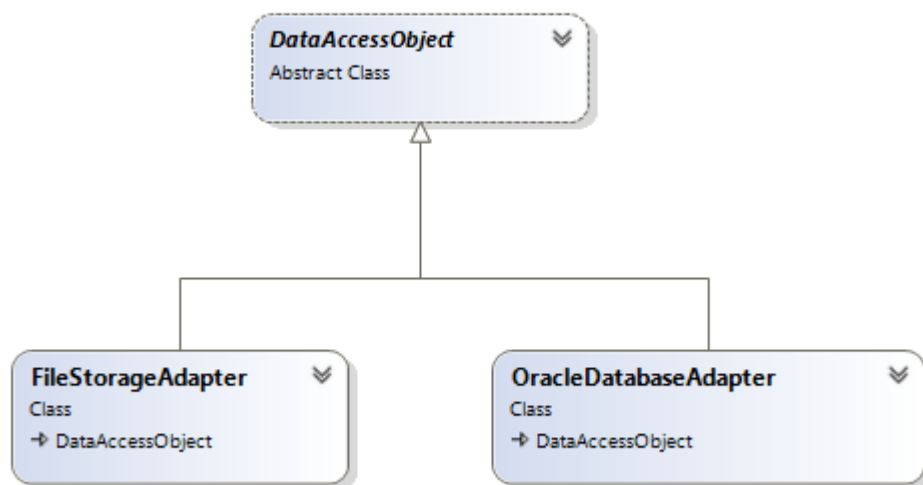 DataAccessObject
Abstract Class
FileStorageAdapter
Class
DataAccessObject
OracleDatabaseAdapter
Class
DataAccessObject